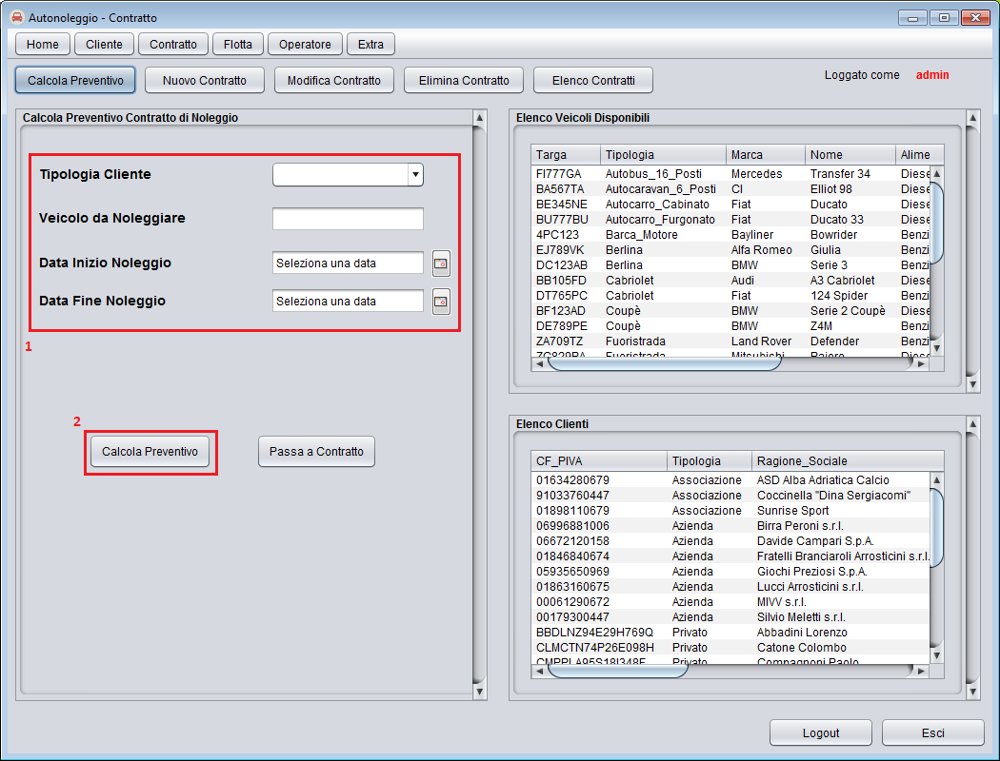 Autonoleggio - Contratto
Home Cliente Contratto Flotta Operatore Extra
Calcola Preventivo Nuovo Contratto Modifica Contratto Elimina Contratto Elenco Contratti
Loggato come admin
Calcola Preventivo Contratto di Noleggio
Tipologia Cliente
Veicolo da Noleggiare
Data Inizio Noleggio Seleziona una data
Data Fine Noleggio Seleziona una data
1
2
Calcola Preventivo Passa a Contratto
Elenco Veicoli Disponibili
Targa Tipologia Marca Nome Alime
FI777GA Autobus_16_Posti Mercedes Transfer 34 Diese
BA567TA Autocaravan_6_Posti CI Elliot 98 Diese
BE345NE Autocarro_Cabinato Fiat Ducato Diese
BU777BU Autocarro_Furgonato Fiat Ducato 33 Diese
4PC123 Barca_Motore Bayliner Bowrider Benzi
EJ789VK Berlina Alfa Romeo Giulia Benzi
DC123AB Berlina BMW Serie 3 Benzi
BB105FD Cabriolet Audi A3 Cabriolet Diese
DT765PC Cabriolet Fiat 124 Spider Benzi
BF123AD Coupè BMW Serie 2 Coupè Diese
DE789PE Coupè BMW Z4M Benzi
ZA709TZ Fuoristrada Land Rover Defender Benzi
Fuoristrada Mitsubishi Pajero Benzi
Elenco Clienti
CF_PIVA Tipologia Ragione_Sociale
01634280679 Associazione ASD Alba Adriatica Calcio
91033760447 Associazione Coccinella "Dina Sergiacomi"
01898110679 Associazione Sunrise Sport
06996881006 Azienda Birra Peroni s.r.l.
06672120158 Azienda Davide Campari S.p.A.
01846840674 Azienda Fratelli Branciaroli Arrosticini s.r.l.
05935650969 Azienda Giochi Preziosi S.p.A.
01863160675 Azienda Lucci Arrosticini s.r.l.
00061290672 Azienda MIVV s.r.l.
00179300447 Azienda Silvio Meletti s.r.l.
BBDLNZ94E29H769Q Privato Abbadini Lorenzo
CLMCTN74P26E098H Privato Catone Colombo
Privato Compagnoni Paolo
Logout Esci